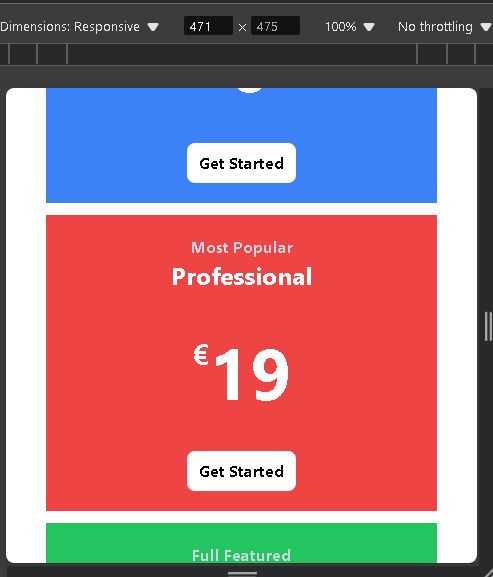 Dimensions: Responsive 471 × 475 100% No throttling
Get Started
Most Popular
Professional
€19
Get Started
Full Featured